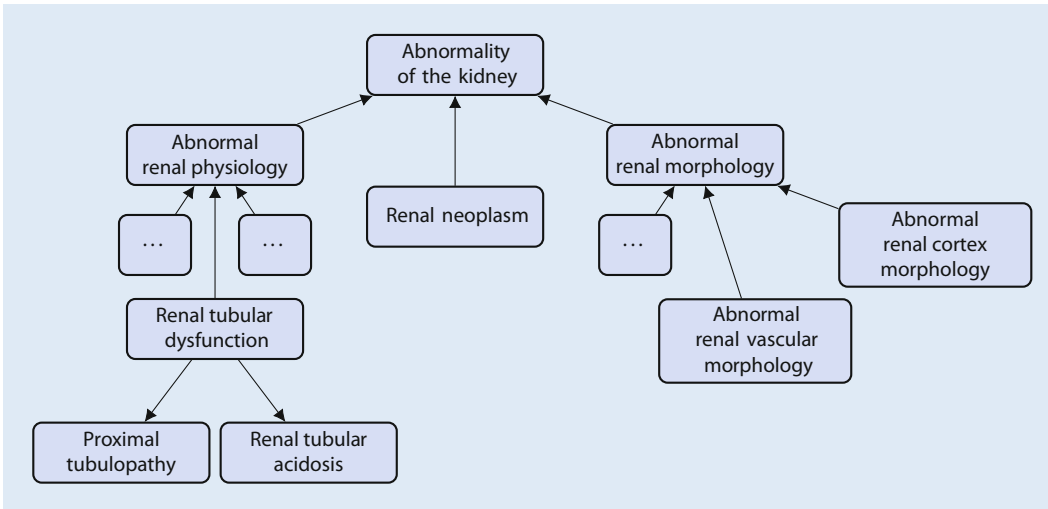 Abnormality
of the kidney
Abnormal
renal physiology
Abnormal
renal morphology
Renal neoplasm
...
...
...
Abnormal
renal cortex
morphology
Renal tubular
dysfunction
Abnormal
renal vascular
morphology
Proximal
tubulopathy
Renal tubular
acidosis